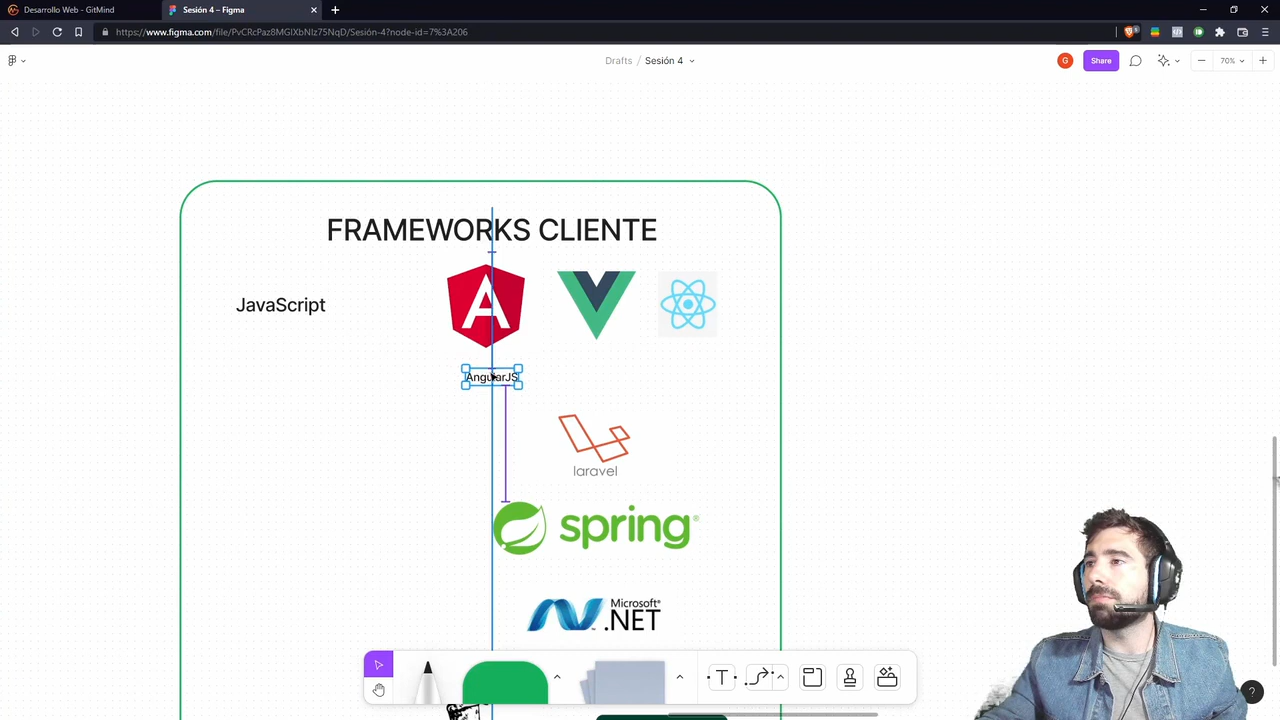 Desarrollo Web - GitMind
Sesión 4 – Figma
https://www.figma.com/file/PvCRcPaz8MGIXbNIz75NqD/Sesión-4?node-id=7%3A206
Drafts / Sesión 4
G
Share
70%
FRAMEWORKS CLIENTE
JavaScript
A
AngularJS
laravel
spring®
Microsoft®
.NET
T
?